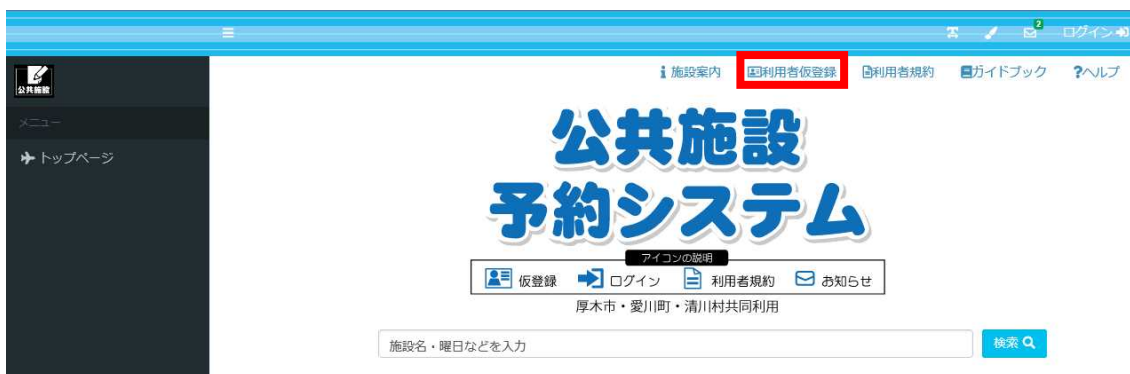 2
ログイン
施設案内 利用者仮登録 利用者規約 ガイドブック ?ヘルプ
公共施設
メニュー
トップページ
公共施設
予約システム
アイコンの説明
仮登録 ログイン 利用者規約 お知らせ
厚木市・愛川町・清川村共同利用
施設名・曜日などを入力
検索